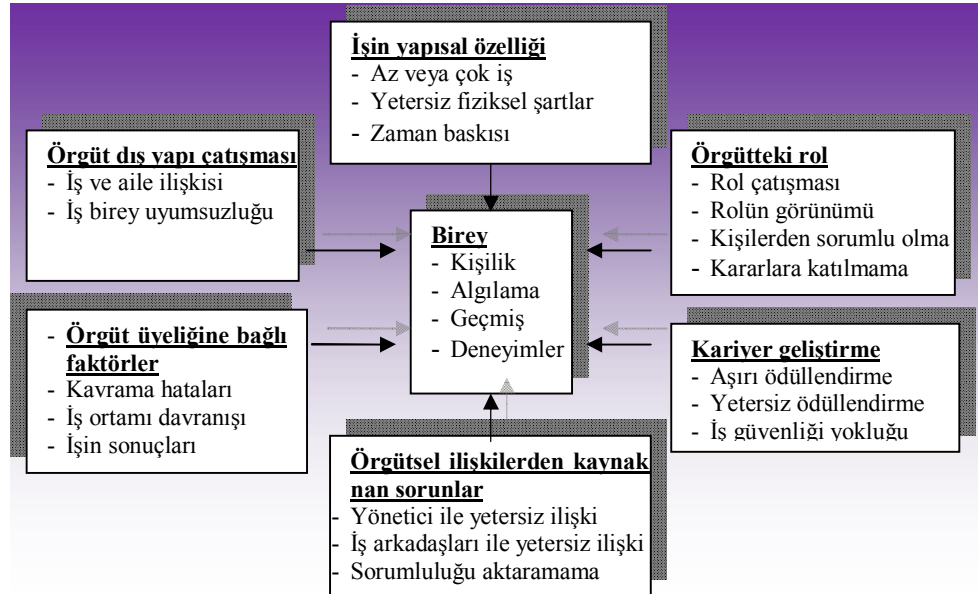 İşin yapısal özelliği
- Az veya çok iş
- Yetersiz fiziksel şartlar
- Zaman baskısı
Örgüt dış yapı çatışması
- İş ve aile ilişkisi
- İş birey uyumsuzluğu
Örgütteki rol
- Rol çatışması
- Rolün görünümü
- Kişilerden sorumlu olma
- Kararlara katılmama
Birey
- Kişilik
- Algılama
- Geçmiş
- Deneyimler
- Örgüt üyeliğine bağlı
faktörler
- Kavrama hataları
- İş ortamı davranışı
- İşin sonuçları
Kariyer geliştirme
- Aşırı ödüllendirme
- Yetersiz ödüllendirme
- İş güvenliği yokluğu
Örgütsel ilişkilerden kaynak
nan sorunlar
- Yönetici ile yetersiz ilişki
- İş arkadaşları ile yetersiz ilişki
- Sorumluluğu aktaramama